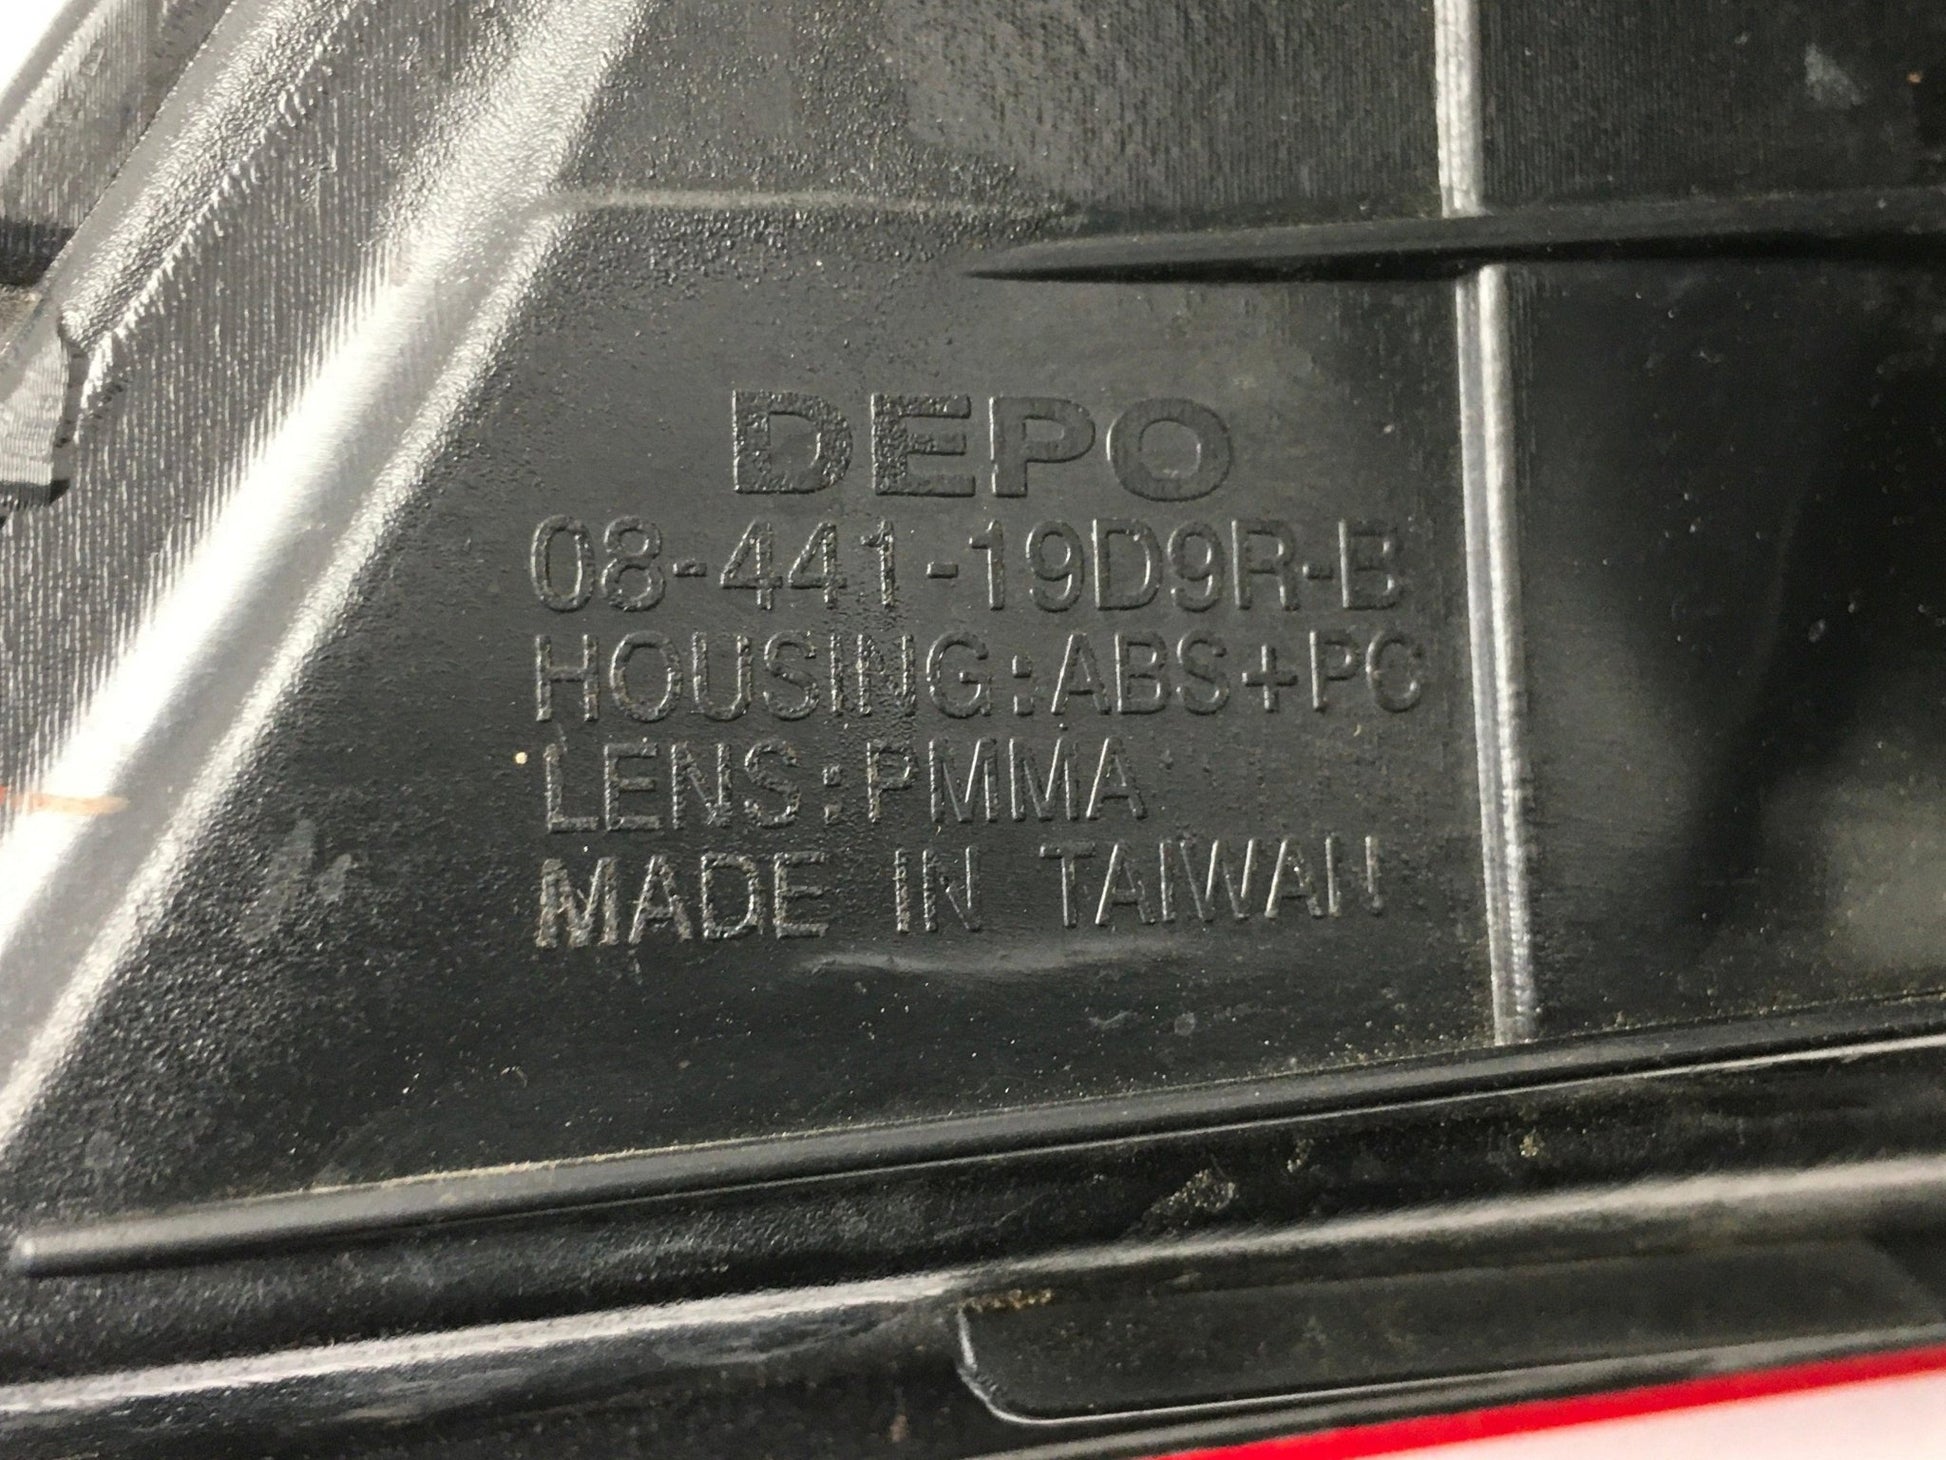 DEPO
08-441-19D9R-B
HOUSING:ABS+PC
LENS:PMMA
MADE IN TAIWAN